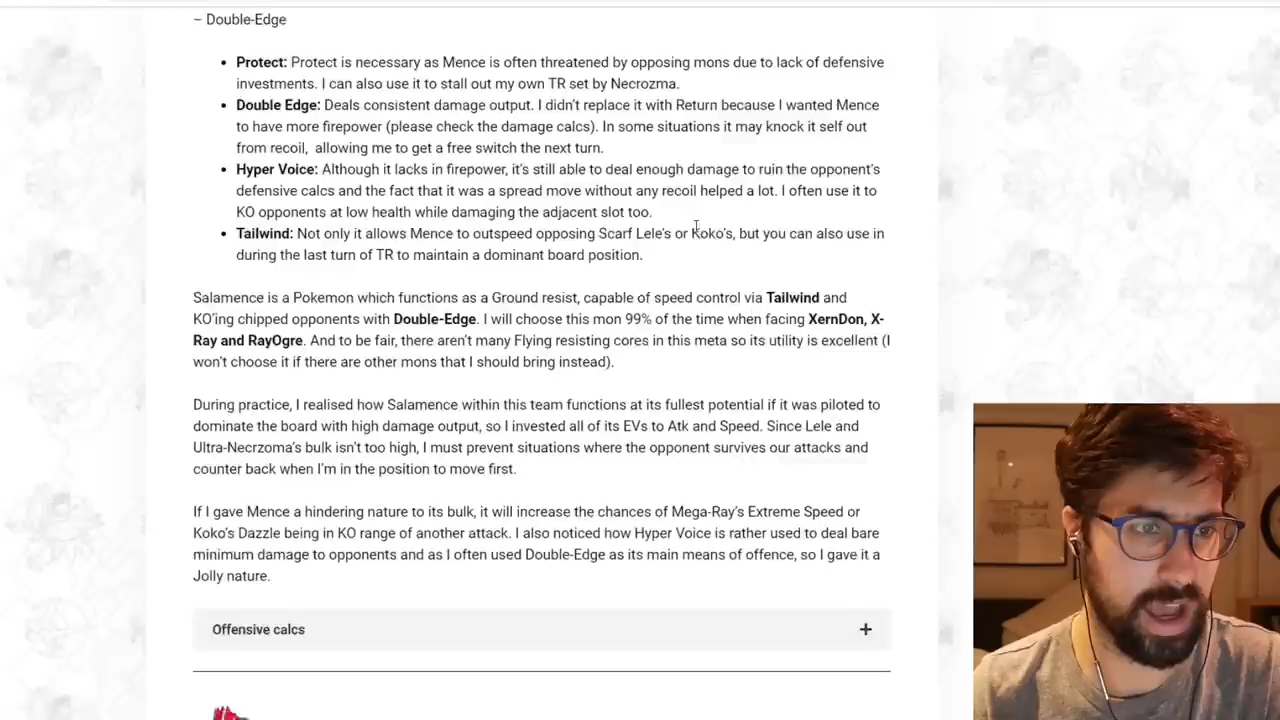 – Double-Edge
Protect: Protect is necessary as Mence is often threatened by opposing mons due to lack of defensive
investments. I can also use it to stall out my own TR set by Necrozma.
Double Edge: Deals consistent damage output. I didn't replace it with Return because I wanted Mence
to have more firepower (please check the damage calcs). In some situations it may knock it self out
from recoil, allowing me to get a free switch the next turn.
Hyper Voice: Although it lacks in firepower, it's still able to deal enough damage to ruin the opponent's
defensive calcs and the fact that it was a spread move without any recoil helped a lot. I often use it to
KO opponents at low health while damaging the adjacent slot too.
Tailwind: Not only it allows Mence to outspeed opposing Scarf Lele's or Koko's, but you can also use in
during the last turn of TR to maintain a dominant board position.
Salamence is a Pokemon which functions as a Ground resist, capable of speed control via Tailwind and
KO'ing chipped opponents with Double-Edge. I will choose this mon 99% of the time when facing XernDon, X-
Ray and RayOgre. And to be fair, there aren't many Flying resisting cores in this meta so its utility is excellent (I
won't choose it if there are other mons that I should bring instead).
During practice, I realised how Salamence within this team functions at its fullest potential if it was piloted to
dominate the board with high damage output, so I invested all of its EVs to Atk and Speed. Since Lele and
Ultra-Necrzoma's bulk isn't too high, I must prevent situations where the opponent survives our attacks and
counter back when I'm in the position to move first.
If I gave Mence a hindering nature to its bulk, it will increase the chances of Mega-Ray's Extreme Speed or
Koko's Dazzle being in KO range of another attack. I also noticed how Hyper Voice is rather used to deal bare
minimum damage to opponents and as I often used Double-Edge as its main means of offence, so I gave it a
Jolly nature.
Offensive calcs +